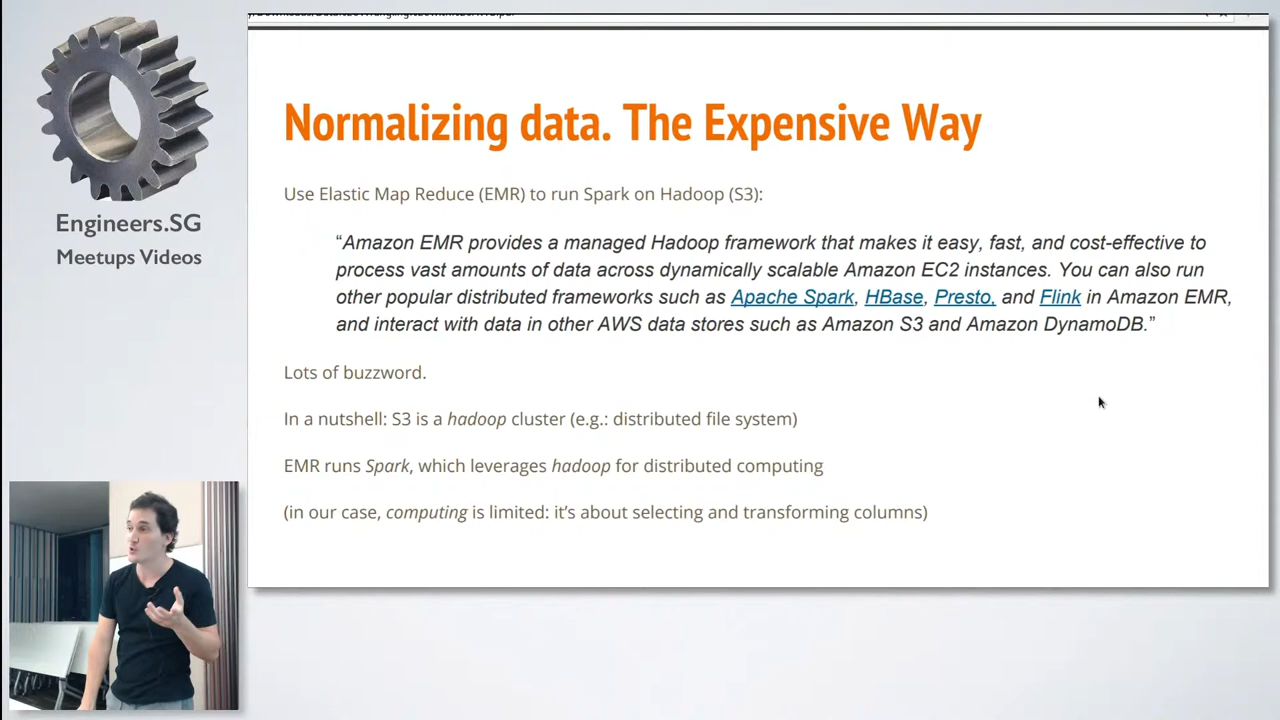 Normalizing data. The Expensive Way
Use Elastic Map Reduce (EMR) to run Spark on Hadoop (S3):
“Amazon EMR provides a managed Hadoop framework that makes it easy, fast, and cost-effective to
process vast amounts of data across dynamically scalable Amazon EC2 instances. You can also run
other popular distributed frameworks such as Apache Spark, HBase, Presto, and Flink in Amazon EMR,
and interact with data in other AWS data stores such as Amazon S3 and Amazon DynamoDB.”
Lots of buzzword.
In a nutshell: S3 is a hadoop cluster (e.g.: distributed file system)
EMR runs Spark, which leverages hadoop for distributed computing
(in our case, computing is limited: it’s about selecting and transforming columns)
Engineers.SG
Meetups Videos